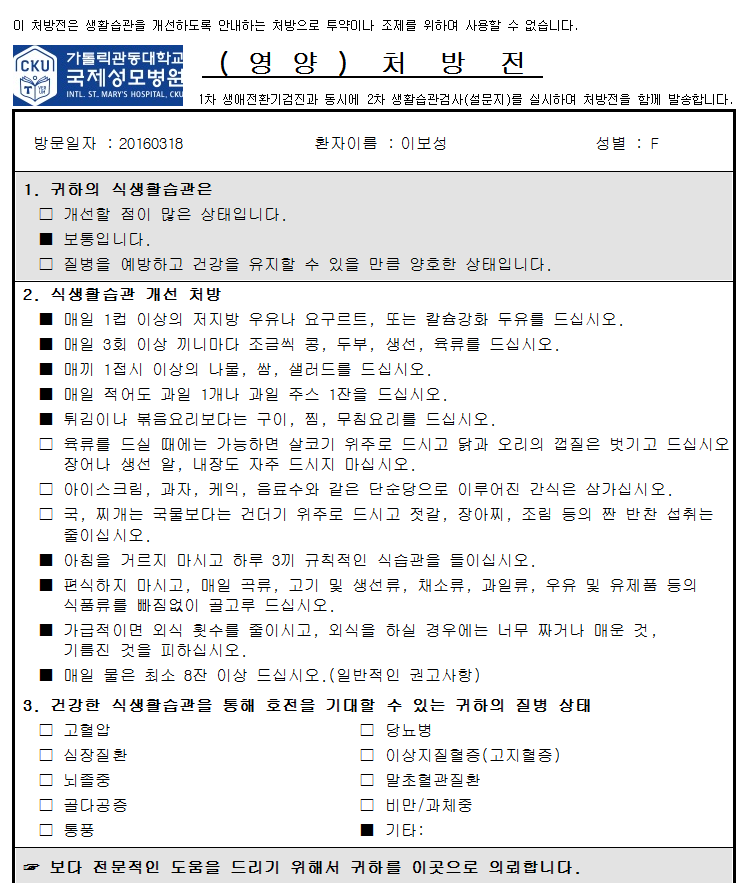 이 처방전은 생활습관을 개선하도록 안내하는 처방으로 투약이나 조제를 위하여 사용할 수 없습니다.
CKU 가톨릭관동대학교
국제성모병원
INTL. ST. MARY'S HOSPITAL, CKU
(영양) 처 방 전
1차 생애전환기검진과 동시에 2차 생활습관검사(설문지)를 실시하여 처방전을 함께 발송합니다.
방문일자 : 20160318 환자이름 : 이보성 성별 : F
1. 귀하의 식생활습관은
□ 개선할 점이 많은 상태입니다.
■ 보통입니다.
□ 질병을 예방하고 건강을 유지할 수 있을 만큼 양호한 상태입니다.
2. 식생활습관 개선 처방
■ 매일 1컵 이상의 저지방 우유나 요구르트, 또는 칼슘강화 두유를 드십시오.
■ 매일 3회 이상 끼니마다 조금씩 콩, 두부, 생선, 육류를 드십시오.
■ 매끼 1접시 이상의 나물, 쌈, 샐러드를 드십시오.
■ 매일 적어도 과일 1개나 과일 주스 1잔을 드십시오.
■ 튀김이나 볶음요리보다는 구이, 찜, 무침요리를 드십시오.
□ 육류를 드실 때에는 가능하면 살코기 위주로 드시고 닭과 오리의 껍질은 벗기고 드십시오
장어나 생선 알, 내장도 자주 드시지 마십시오.
□ 아이스크림, 과자, 케익, 음료수와 같은 단순당으로 이루어진 간식은 삼가십시오.
□ 국, 찌개는 국물보다는 건더기 위주로 드시고 젓갈, 장아찌, 조림 등의 짠 반찬 섭취는
줄이십시오.
■ 아침을 거르지 마시고 하루 3끼 규칙적인 식습관을 들이십시오.
■ 편식하지 마시고, 매일 곡류, 고기 및 생선류, 채소류, 과일류, 우유 및 유제품 등의
식품류를 빠짐없이 골고루 드십시오.
■ 가급적이면 외식 횟수를 줄이시고, 외식을 하실 경우에는 너무 짜거나 매운 것,
기름진 것을 피하십시오.
■ 매일 물은 최소 8잔 이상 드십시오.(일반적인 권고사항)
3. 건강한 식생활습관을 통해 호전을 기대할 수 있는 귀하의 질병 상태
□ 고혈압 □ 당뇨병
□ 심장질환 □ 이상지질혈증(고지혈증)
□ 뇌졸중 □ 말초혈관질환
□ 골다공증 □ 비만/과체중
□ 통풍 ■ 기타:
☞ 보다 전문적인 도움을 드리기 위해서 귀하를 이곳으로 의뢰합니다.